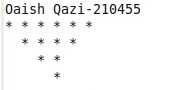 Oaish Qazi-210455
* * * * * *
  * * * *
    * *
      *